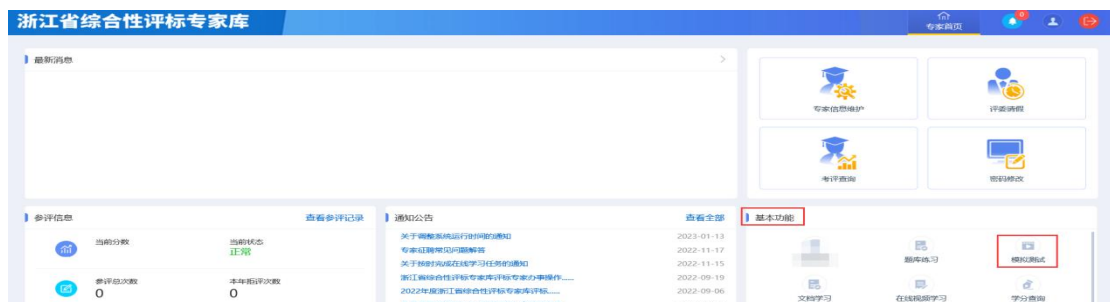 浙江省综合性评标专家库
专家首页
0
最新消息
专家信息维护
评委请假
考评查询
密码修改
参评信息
查看参评记录
当前分数
当前状态
正常
参评总次数
0
本年拒评次数
0
通知公告
查看全部
关于调整系统运行时间的通知
2023-01-13
专家征聘常见问题解答
2022-11-17
关于按时完成在线学习任务的通知
2022-11-15
浙江省综合性评标专家库评标专家办事操作......
2022-09-19
2022年度浙江省综合性评标专家库评标......
2022-09-06
基本功能
题库练习
模拟测试
文档学习
在线视频学习
学分查询